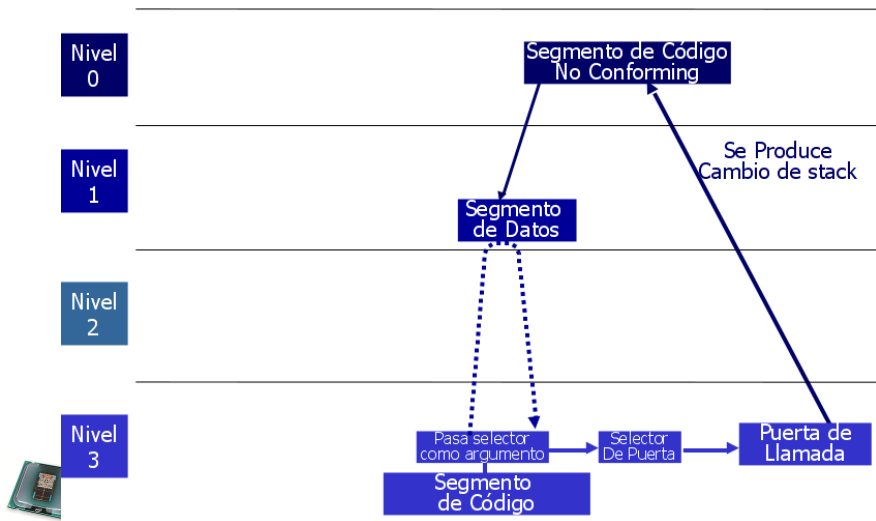 Nivel
0
Segmento de Código
No Conforming
Nivel
1
Se Produce
Cambio de stack
Segmento
de Datos
Nivel
2
Nivel
3
Pasa selector
como argumento
Selector
De Puerta
Puerta de
Llamada
Segmento
de Código